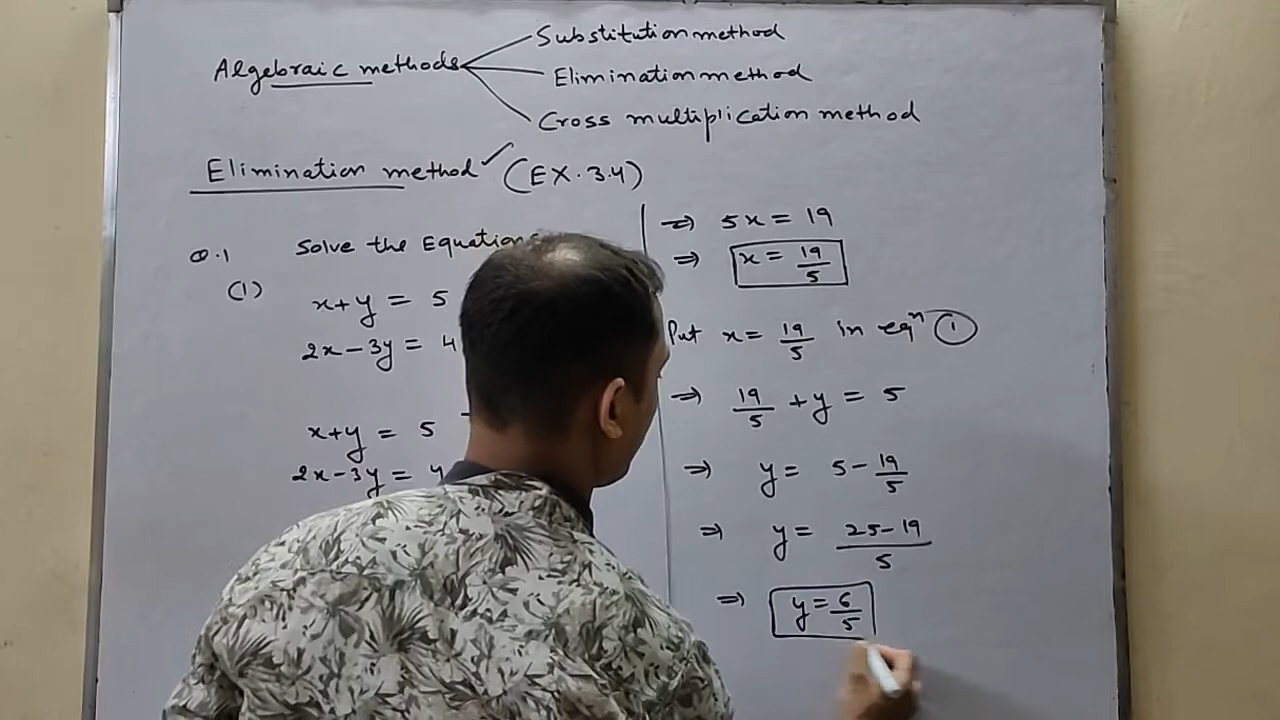 Algebraic methods
Substitution method
Elimination method
Cross multiplication method
Elimination method ✓ (EX. 3.4)
Q.1 Solve the Equations
(1)
x+y = 5
2x-3y = 4
x+y = 5
2x-3y = 4
⇒ 5x = 19
⇒ x = 19/5
Put x = 19/5 in eqⁿ ①
⇒ 19/5 + y = 5
⇒ y = 5 - 19/5
⇒ y = 25-19/5
⇒ y = 6/5